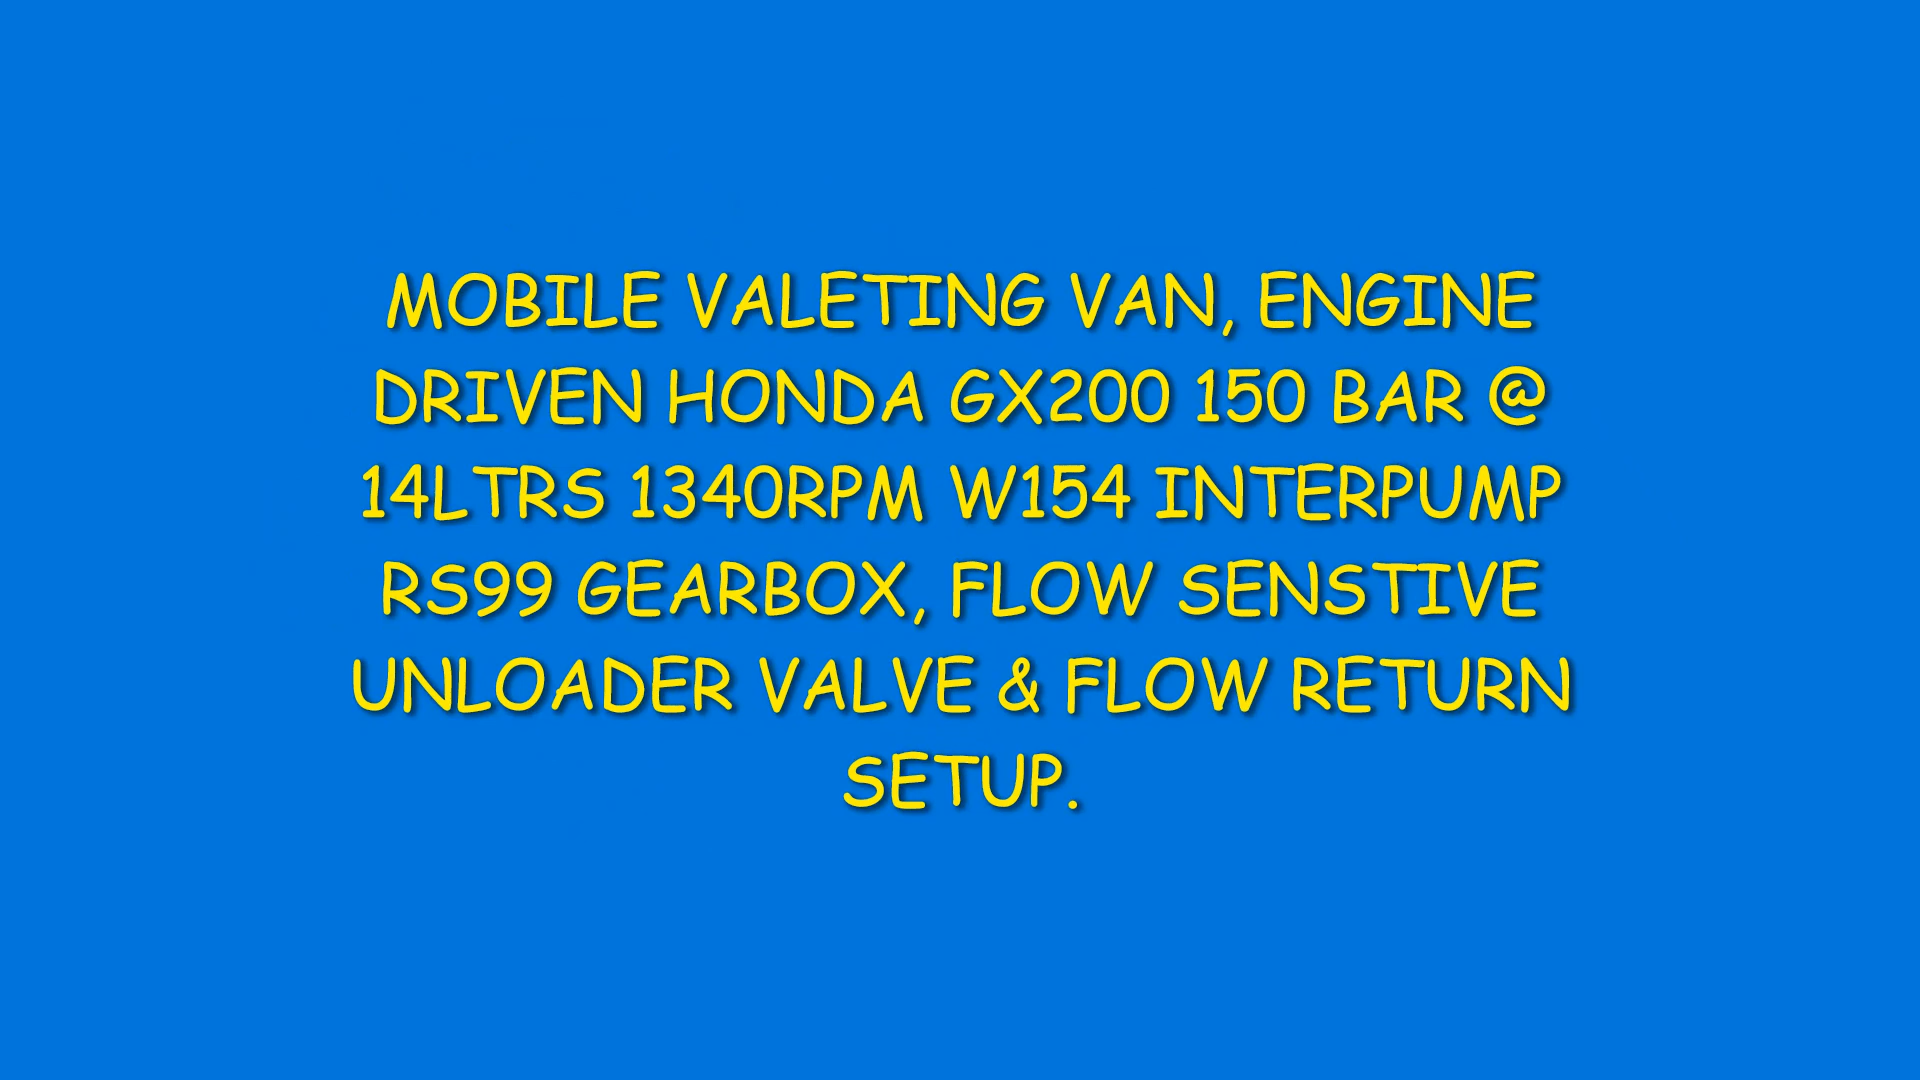 MOBILE VALETING VAN, ENGINE
DRIVEN HONDA GX200 150 BAR @
14LTRS 1340RPM W154 INTERPUMP
RS99 GEARBOX, FLOW SENSTIVE
UNLOADER VALVE & FLOW RETURN
SETUP.